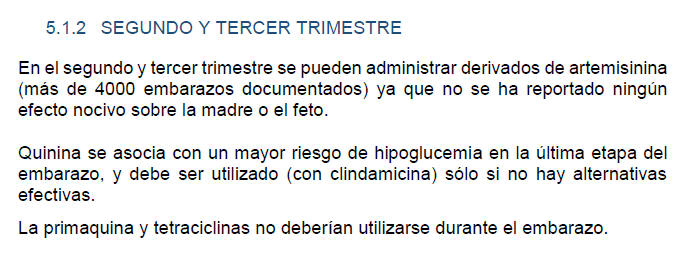 5.1.2 SEGUNDO Y TERCER TRIMESTRE
En el segundo y tercer trimestre se pueden administrar derivados de artemisinina
(más de 4000 embarazos documentados) ya que no se ha reportado ningún
efecto nocivo sobre la madre o el feto.
Quinina se asocia con un mayor riesgo de hipoglucemia en la última etapa del
embarazo, y debe ser utilizado (con clindamicina) sólo si no hay alternativas
efectivas.
La primaquina y tetraciclinas no deberían utilizarse durante el embarazo.